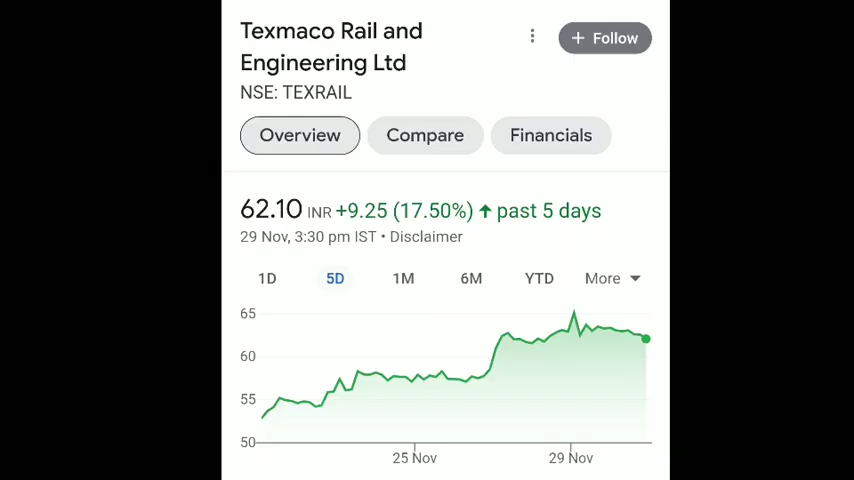 Texmaco Rail and
Engineering Ltd
+ Follow
NSE: TEXRAIL
Overview
Compare
Financials
62.10 INR +9.25 (17.50%) ↑ past 5 days
29 Nov, 3:30 pm IST • Disclaimer
1D 5D 1M 6M YTD More
65
60
55
50
25 Nov 29 Nov